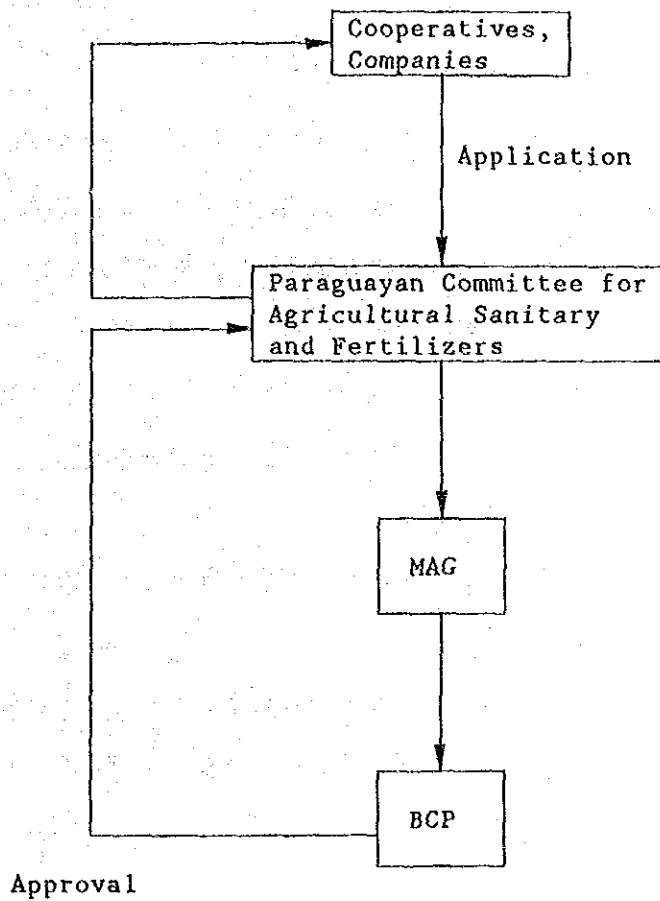 Cooperatives,
Companies
Application
Paraguayan Committee for
Agricultural Sanitary
and Fertilizers
MAG
BCP
Approval